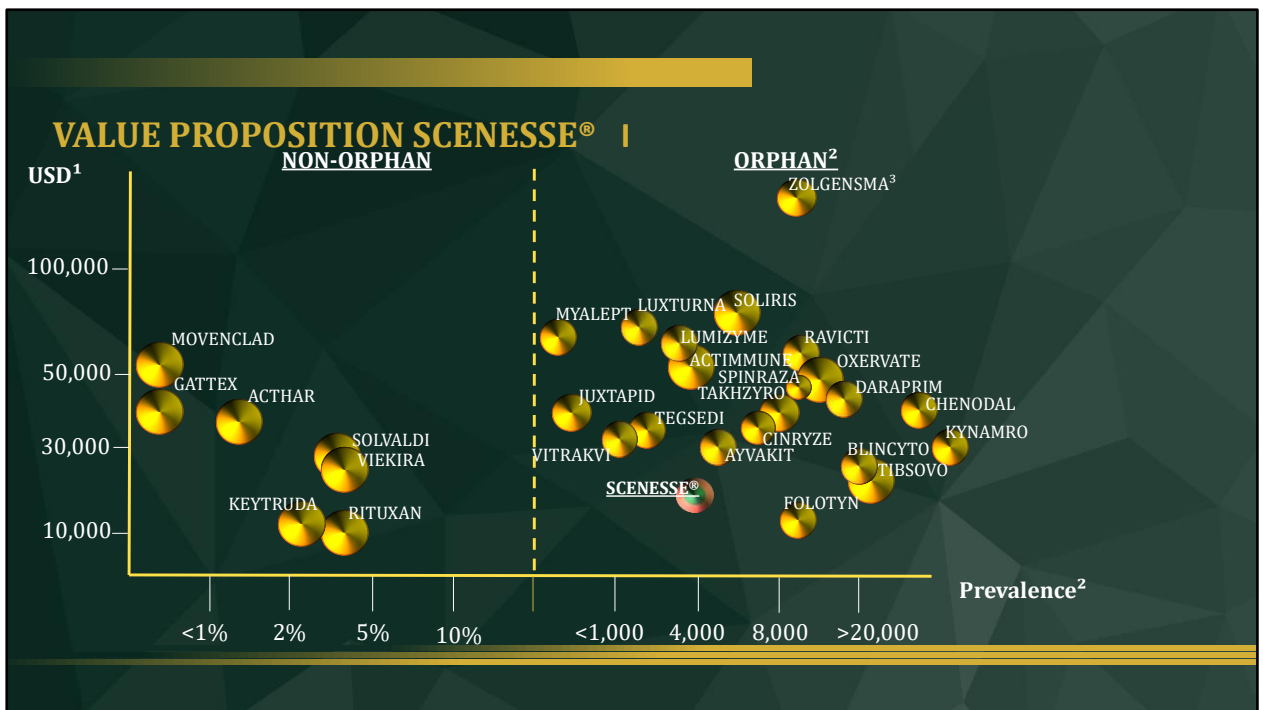 VALUE PROPOSITION SCENESSE® I
NON-ORPHAN
ORPHAN²
USD¹
ZOLGENSMA³
100,000
MYALEPT
LUXTURNA
SOLIRIS
MOVENCLAD
LUMIZYME
RAVICTI
ACTIMMUNE
OXERVATE
50,000
SPINRAZA
GATTEX
ACTHAR
JUXTAPID
TAKHZYRO
DARAPRIM
CHENODAL
TEGSEDI
SOLVALDI
CINRYZE
KYNAMRO
30,000
VIEKIRA
VITRAKVI
AYVAKIT
BLINCYTO
TIBSOVO
SCENESSE®
KEYTRUDA
RITUXAN
FOLOTYN
10,000
Prevalence²
<1%
2%
5%
10%
<1,000
4,000
8,000
>20,000